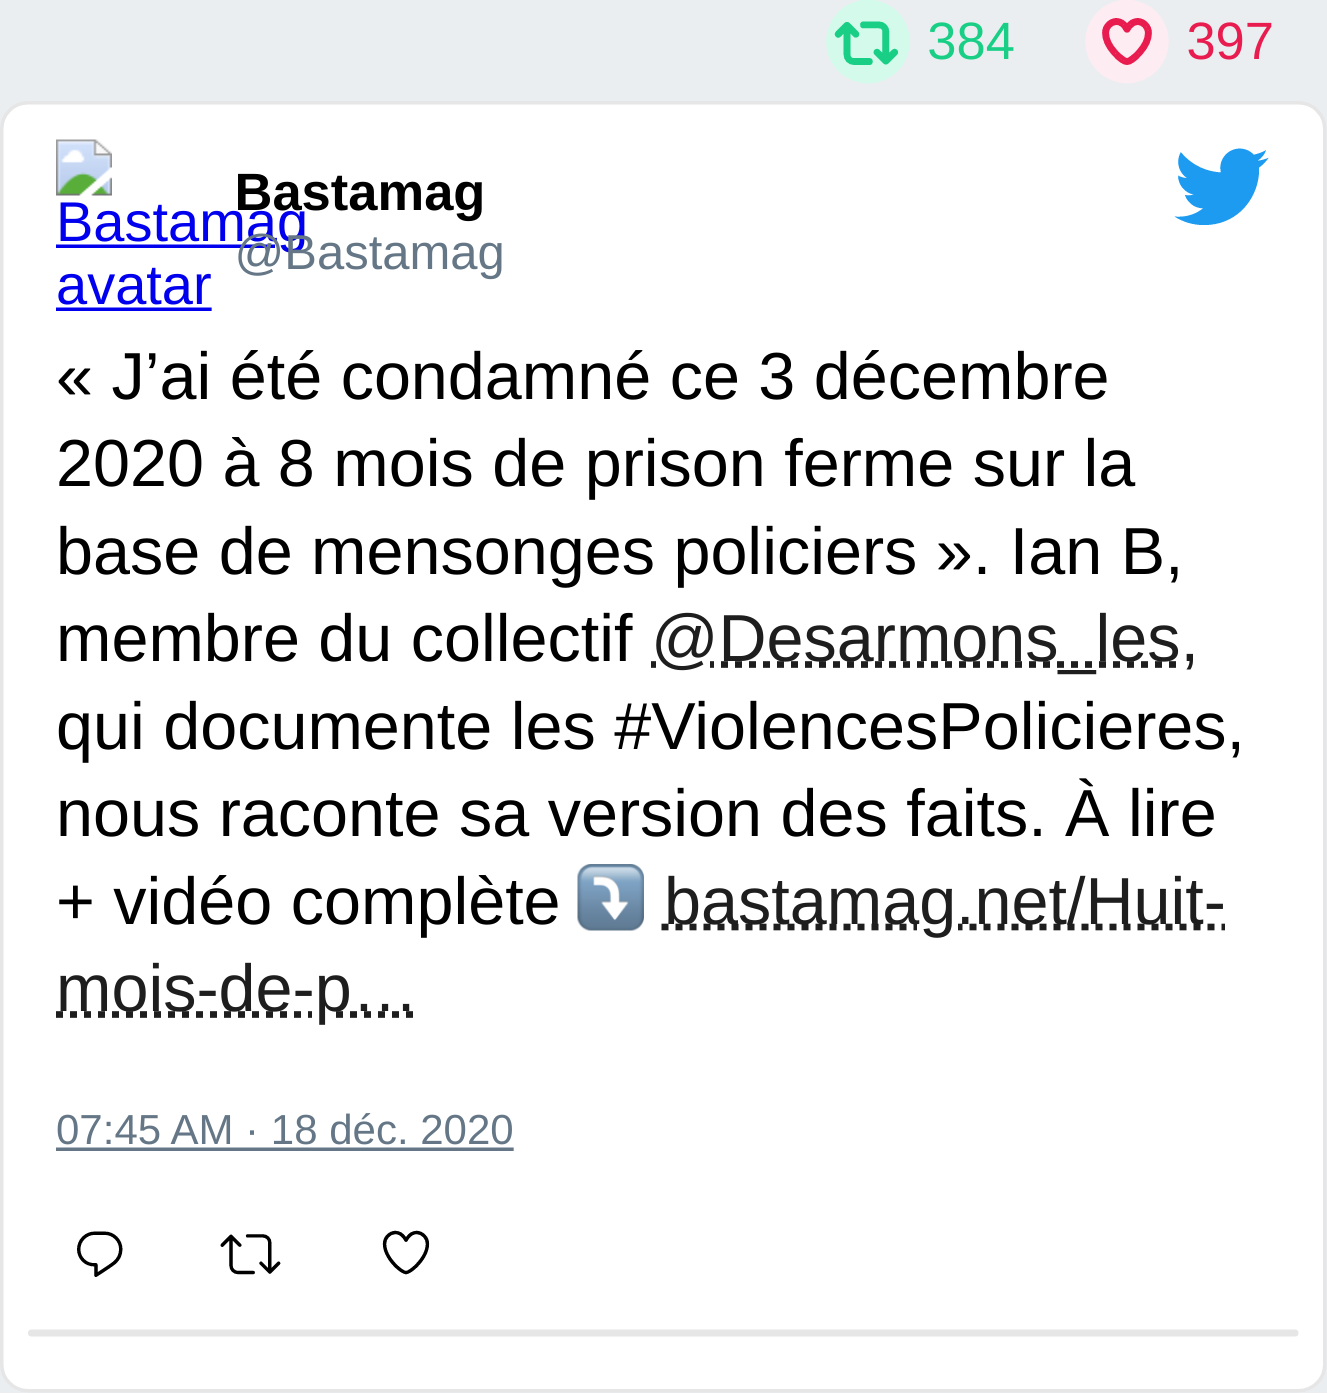 384 397
Bastamag
Bastamag
@Bastamag
avatar
« J’ai été condamné ce 3 décembre
2020 à 8 mois de prison ferme sur la
base de mensonges policiers ». Ian B,
membre du collectif @Desarmons_les,
qui documente les #ViolencesPolicieres,
nous raconte sa version des faits. À lire
+ vidéo complète ⤵️ bastamag.net/Huit-
mois-de-p…
07:45 AM · 18 déc. 2020